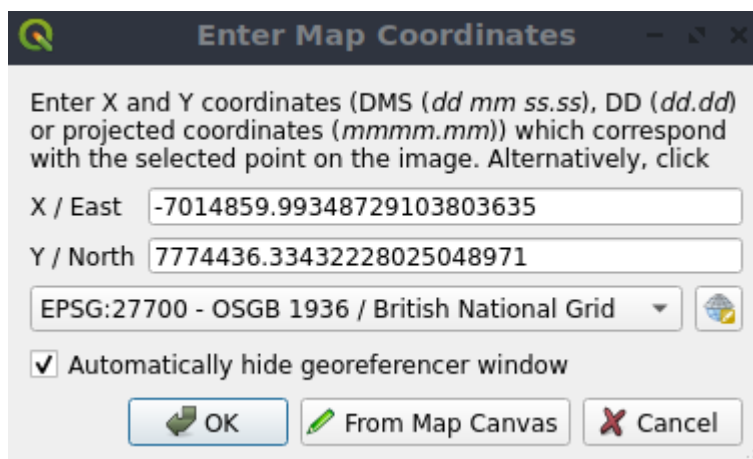 Enter Map Coordinates
Enter X and Y coordinates (DMS (dd mm ss.ss), DD (dd.dd)
or projected coordinates (mmmm.mm)) which correspond
with the selected point on the image. Alternatively, click
X / East -7014859.99348729103803635
Y / North 7774436.33432228025048971
EPSG:27700 - OSGB 1936 / British National Grid
Automatically hide georeferencer window
OK From Map Canvas Cancel